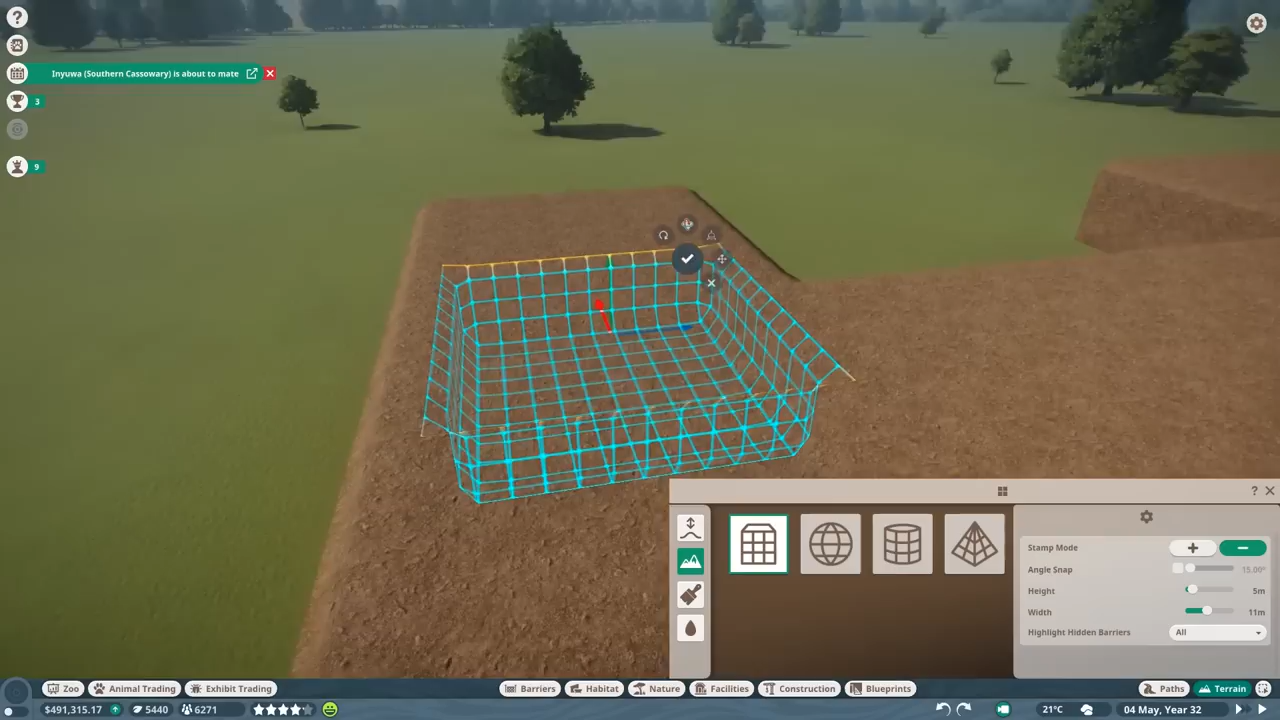 ?
Inyuwa (Southern Cassowary) is about to mate
3
9
?
Stamp Mode
Angle Snap 15.00°
Height 5m
Width 11m
Highlight Hidden Barriers All
Zoo Animal Trading Exhibit Trading Barriers Habitat Nature Facilities Construction Blueprints Paths Terrain
$491,315.17 5440 6271 21°C 04 May, Year 32